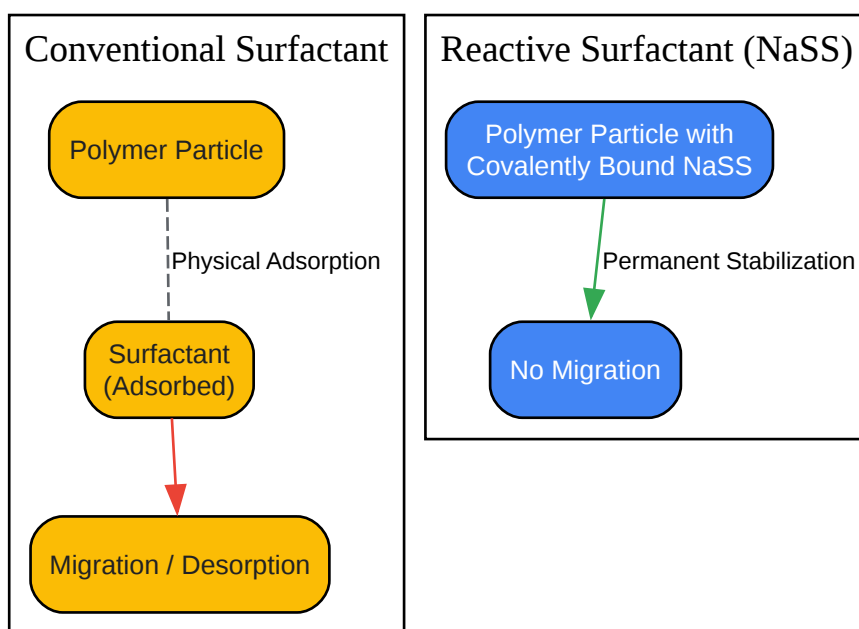 Conventional Surfactant
Polymer Particle
Physical Adsorption
Surfactant
(Adsorbed)
Migration / Desorption
Reactive Surfactant (NaSS)
Polymer Particle with
Covalently Bound NaSS
Permanent Stabilization
No Migration